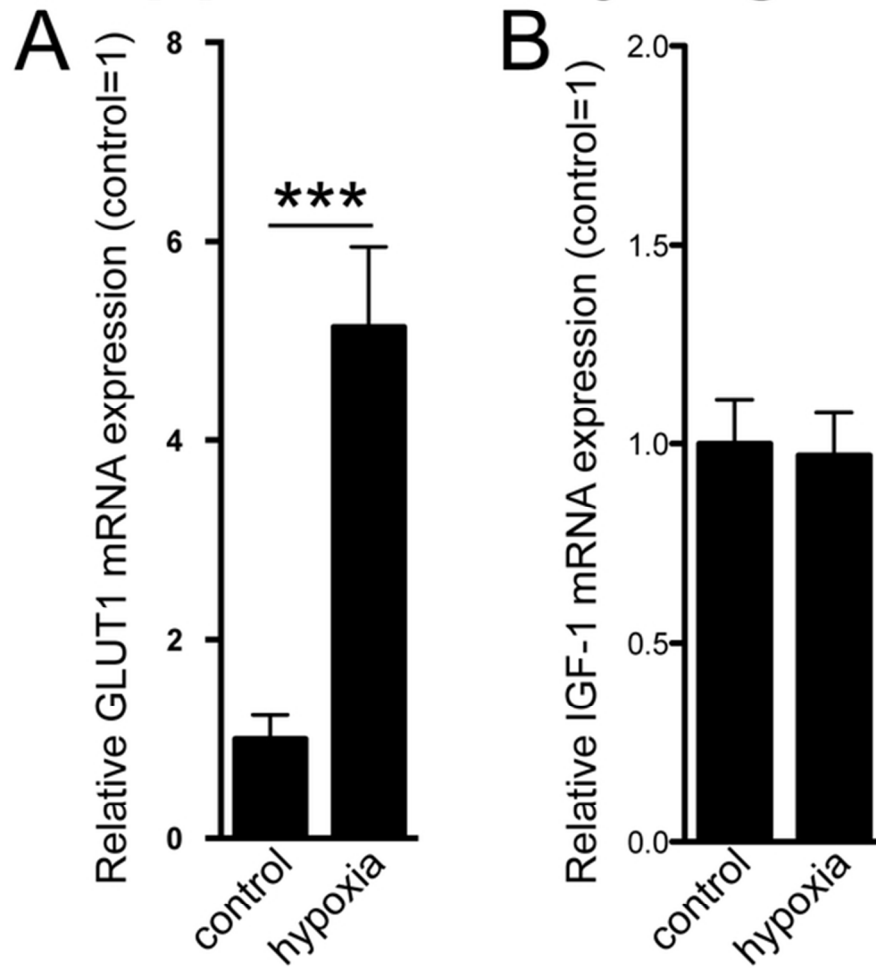 A
Relative GLUT1 mRNA expression (control=1)
8
6
4
2
0
***
control
hypoxia
B
Relative IGF-1 mRNA expression (control=1)
2.0
1.5
1.0
0.5
0.0
control
hypoxia